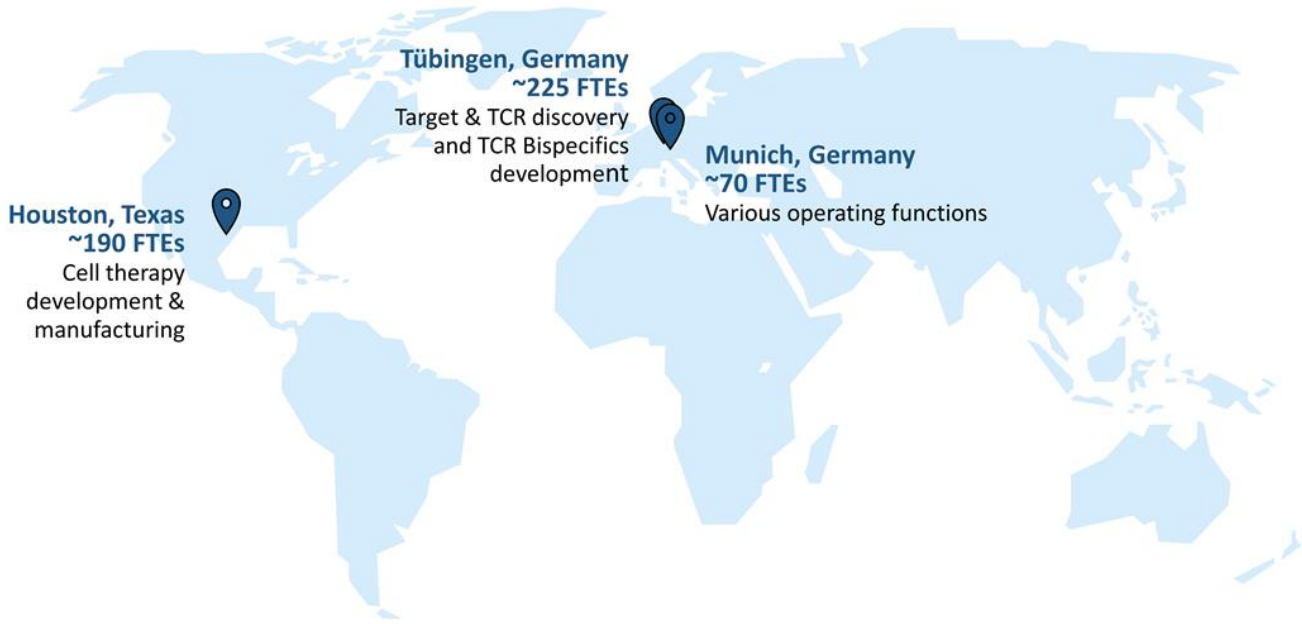 Tübingen, Germany
~225 FTEs
Target & TCR discovery
and TCR Bispecifics
development
Munich, Germany
~70 FTEs
Various operating functions
Houston, Texas
~190 FTEs
Cell therapy
development &
manufacturing